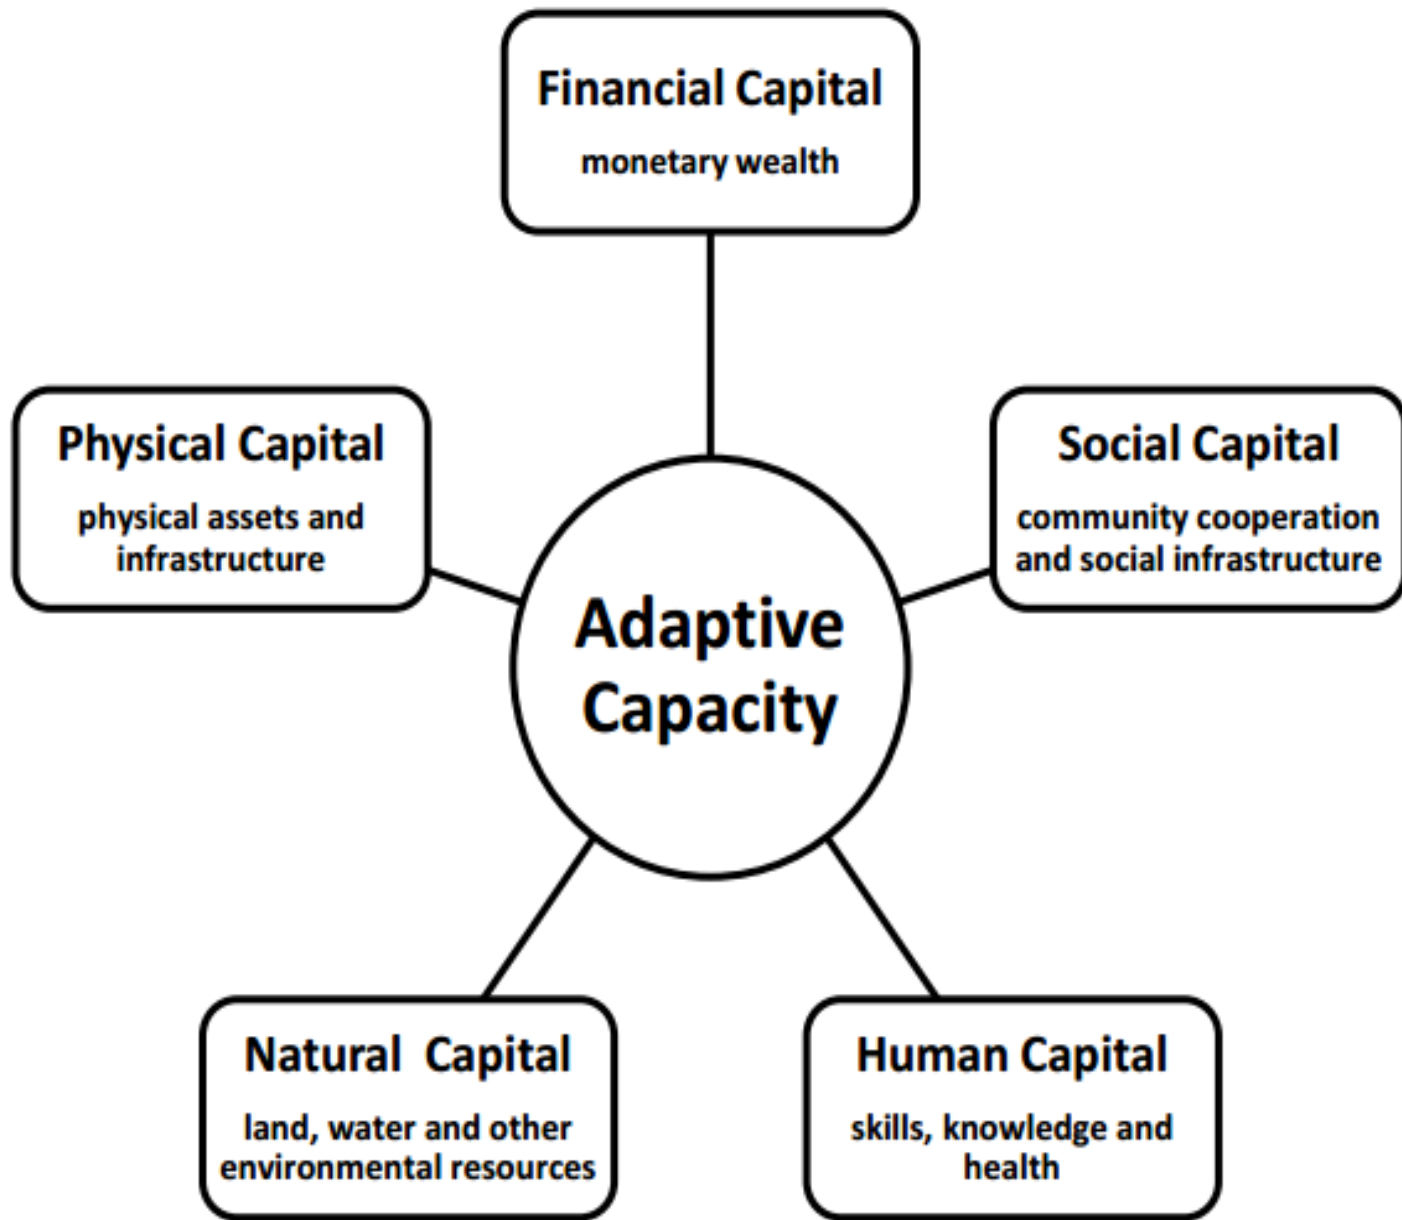 Financial Capital
monetary wealth
Physical Capital
physical assets and
infrastructure
Social Capital
community cooperation
and social infrastructure
Adaptive
Capacity
Natural Capital
land, water and other
environmental resources
Human Capital
skills, knowledge and
health